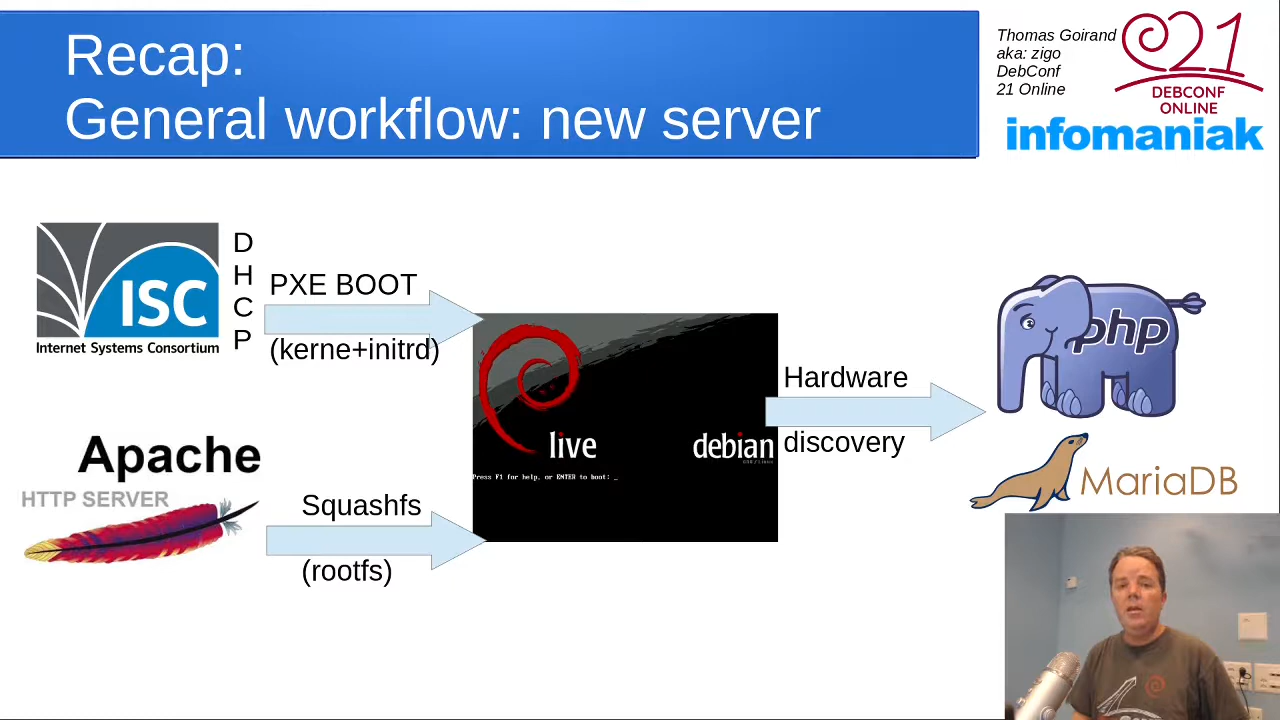 Recap:
General workflow: new server
Thomas Goirand
aka: zigo
DebConf
21 Online
21
DEBCONF
ONLINE
infomaniak
ISC
Internet Systems Consortium
D
H
C
P
PXE BOOT
(kerne+initrd)
live
debian
Press F1 for help, or ENTER to boot: _
Hardware
discovery
php
MariaDB
Apache
HTTP SERVER
Squashfs
(rootfs)